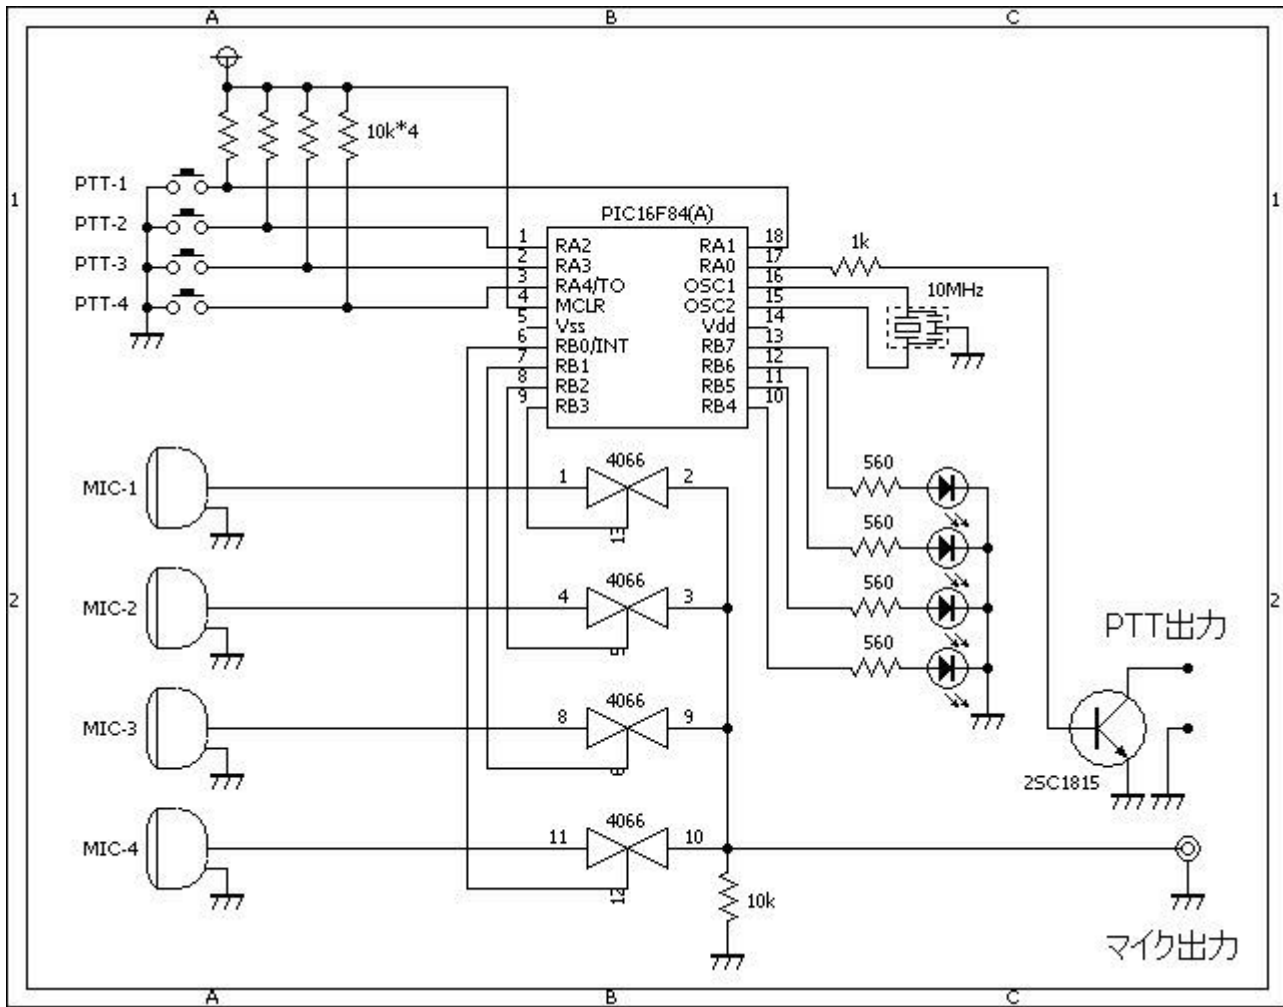 A B C
10k*4
PTT-1
1 1
PTT-2
PTT-3
PTT-4
PIC16F84(A)
1 RA2 RA1 18
2 RA3 RA0 17
3 RA4/TO OSC1 16
4 MCLR OSC2 15
5 Vss Vdd 14
6 RB0/INT RB7 13
7 RB1 RB6 12
8 RB2 RB5 11
9 RB3 RB4 10
1k
10MHz
MIC-1
1 4066 2
13
560
560
560
560
MIC-2
4 4066 3
2 2
MIC-3
8 4066 9
MIC-4
11 4066 10
12
10k
PTT出力
2SC1815
マイク出力
A B C